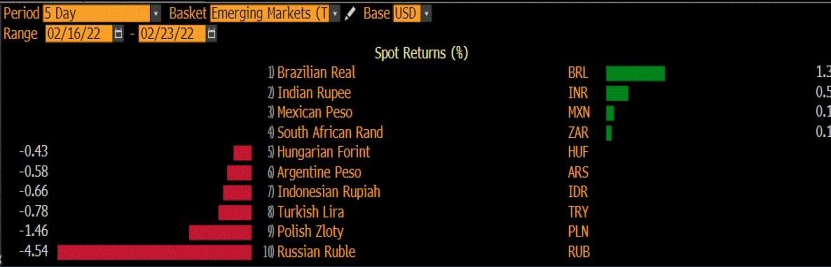 Period 5 Day Basket Emerging Markets (T Base USD
Range 02/16/22 - 02/23/22
Spot Returns (%)
1) Brazilian Real BRL 1.3
2) Indian Rupee INR 0.5
3) Mexican Peso MXN 0.1
4) South African Rand ZAR 0.1
-0.43 5) Hungarian Forint HUF
-0.58 6) Argentine Peso ARS
-0.66 7) Indonesian Rupiah IDR
-0.78 8) Turkish Lira TRY
-1.46 9) Polish Zloty PLN
-4.54 10) Russian Ruble RUB